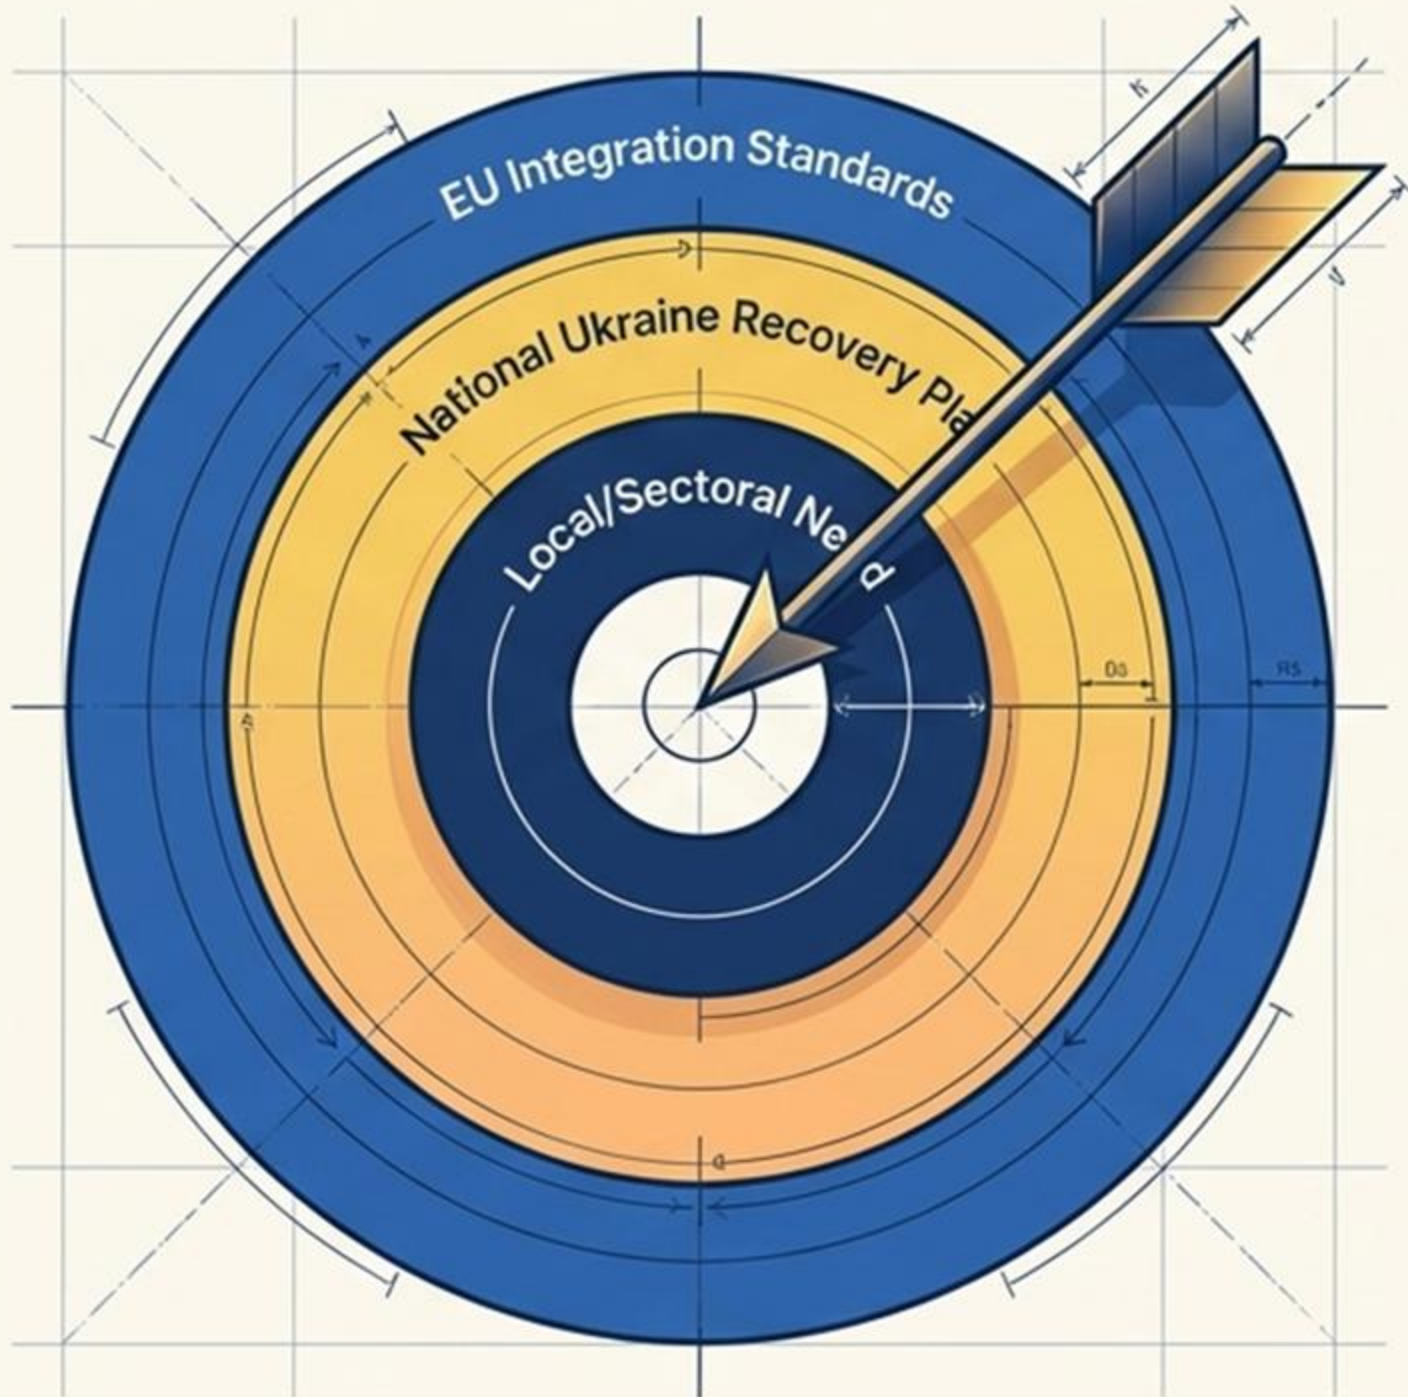 EU Integration Standards
National Ukraine Recovery Pla
Local/Sectoral Ne d